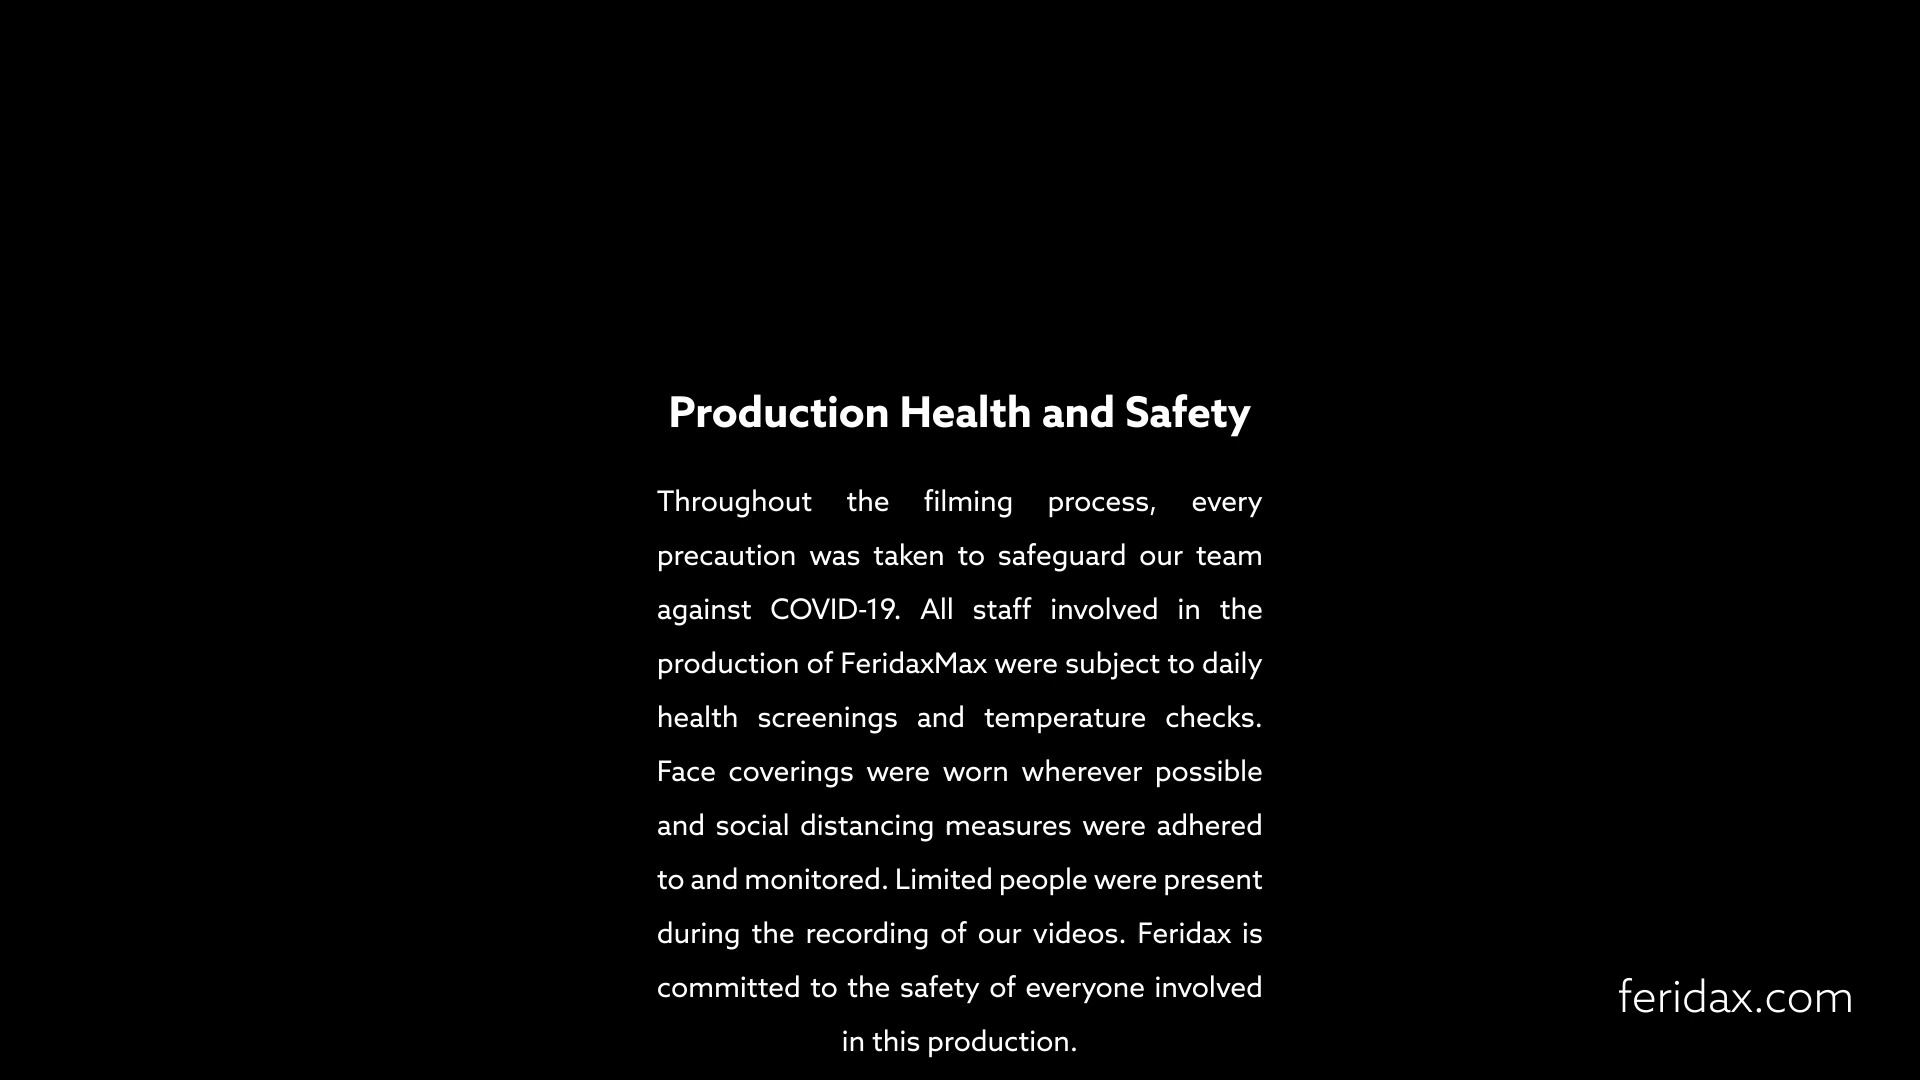 Production Health and Safety
Throughout the filming process, every
precaution was taken to safeguard our team
against COVID-19. All staff involved in the
production of FeridaxMax were subject to daily
health screenings and temperature checks.
Face coverings were worn wherever possible
and social distancing measures were adhered
to and monitored. Limited people were present
during the recording of our videos. Feridax is
committed to the safety of everyone involved
in this production.
feridax.com